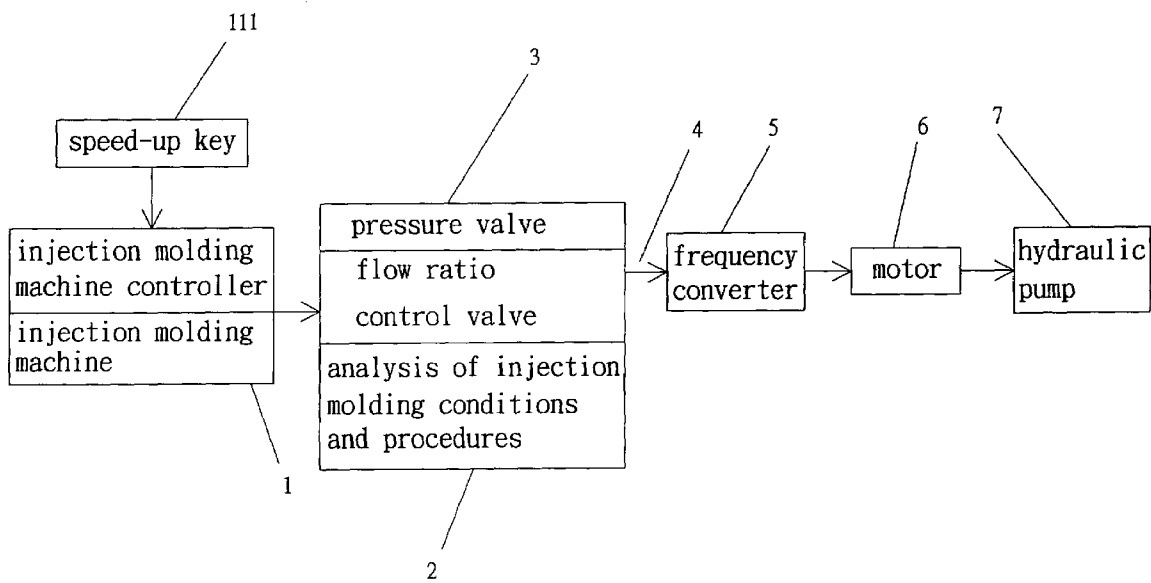 111
speed-up key
injection molding
machine controller
injection molding
machine
1
3
pressure valve
flow ratio
control valve
analysis of injection
molding conditions
and procedures
2
4
5
frequency
converter
6
motor
7
hydraulic
pump